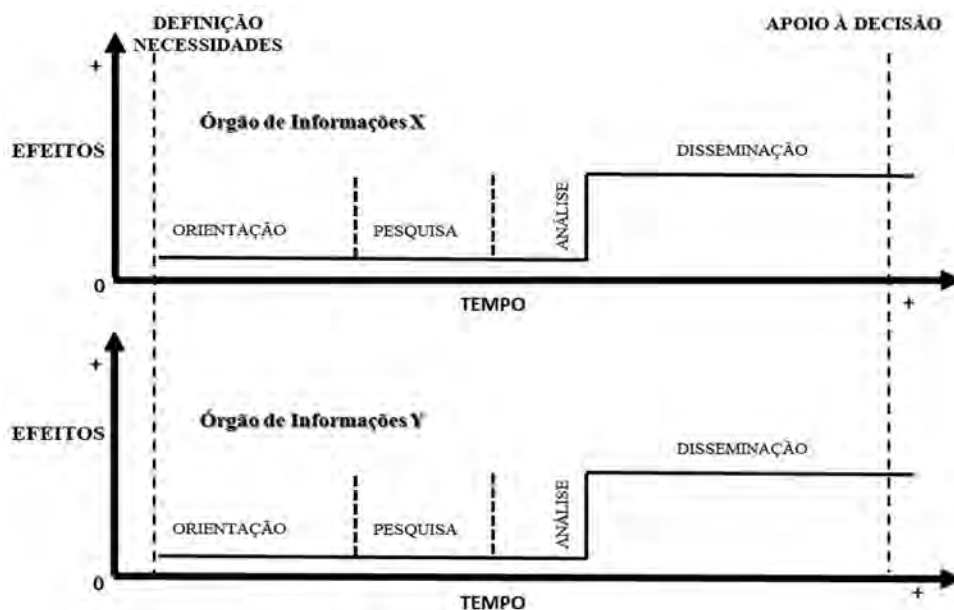 DEFINIÇÃO
NECESSIDADES
APOIO À DECISÃO
+
Órgão de Informações X
EFEITOS
DISSEMINAÇÃO
ORIENTAÇÃO
PESQUISA
ANÁLISE
0
TEMPO
+
+
Órgão de Informações Y
EFEITOS
DISSEMINAÇÃO
ORIENTAÇÃO
PESQUISA
ANÁLISE
0
TEMPO
+